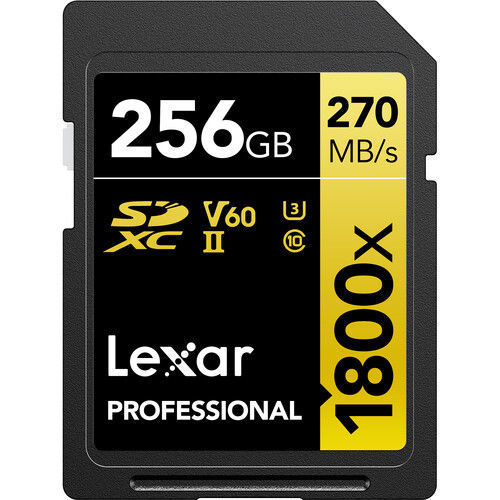 256GB
270
MB/s
SD
XC
V60
II
3
10
1800x
Lexar
PROFESSIONAL